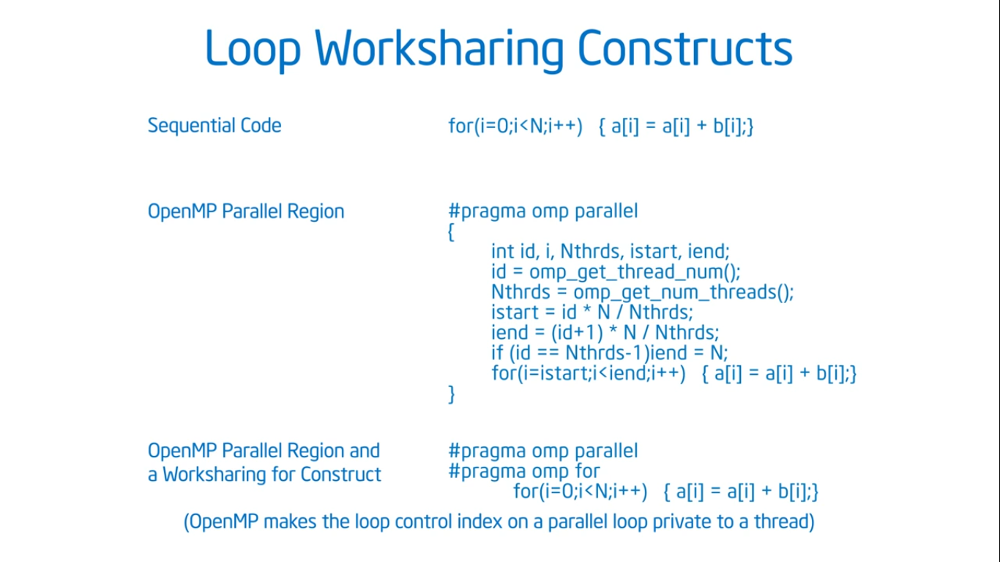 Loop Worksharing Constructs
Sequential Code
for(i=0;i<N;i++) { a[i] = a[i] + b[i];}
OpenMP Parallel Region
#pragma omp parallel
{
int id, i, Nthrds, istart, iend;
id = omp_get_thread_num();
Nthrds = omp_get_num_threads();
istart = id * N / Nthrds;
iend = (id+1) * N / Nthrds;
if (id == Nthrds-1)iend = N;
for(i=istart;i<iend;i++) { a[i] = a[i] + b[i];}
}
OpenMP Parallel Region and
a Worksharing for Construct
#pragma omp parallel
#pragma omp for
for(i=0;i<N;i++) { a[i] = a[i] + b[i];}
(OpenMP makes the loop control index on a parallel loop private to a thread)